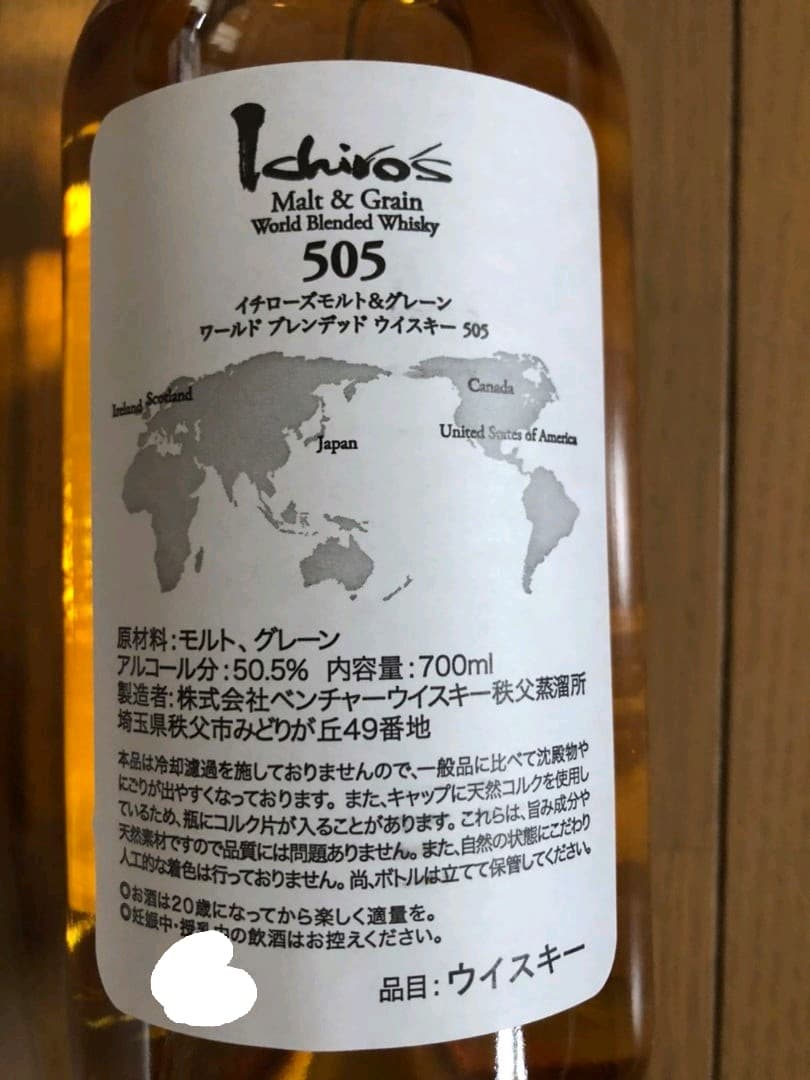 Ichiro's
Malt & Grain
World Blended Whisky
505
イチローズモルト&グレーン
ワールド ブレンデッド ウイスキー 505
Ireland Scotland
Canada
Japan
United States of America
原材料:モルト、グレーン
アルコール分:50.5% 内容量:700ml
製造者:株式会社ベンチャーウイスキー秩父蒸溜所
埼玉県秩父市みどりが丘49番地
本品は冷却濾過を施しておりませんので、一般品に比べて沈殿物や
にごりが出やすくなっております。また、キャップに天然コルクを使用し
ているため、瓶にコルク片が入ることがあります。これらは、旨み成分や
天然素材ですので品質には問題ありません。また、自然の状態にこだわり
人工的な着色は行っておりません。尚、ボトルは立てて保管してください。
◎お酒は20歳になってから楽しく適量を。
◎妊娠中・授乳中の飲酒はお控えください。
品目:ウイスキー